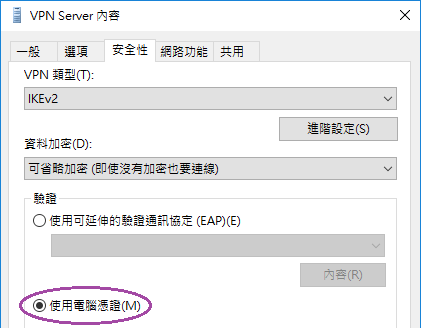 VPN Server 內容
一般 選項 安全性 網路功能 共用
VPN 類型(T):
IKEv2
進階設定(S)
資料加密(D):
可省略加密 (即使沒有加密也要連線)
驗證
使用可延伸的驗證通訊協定 (EAP)(E)
內容(R)
使用電腦憑證(M)